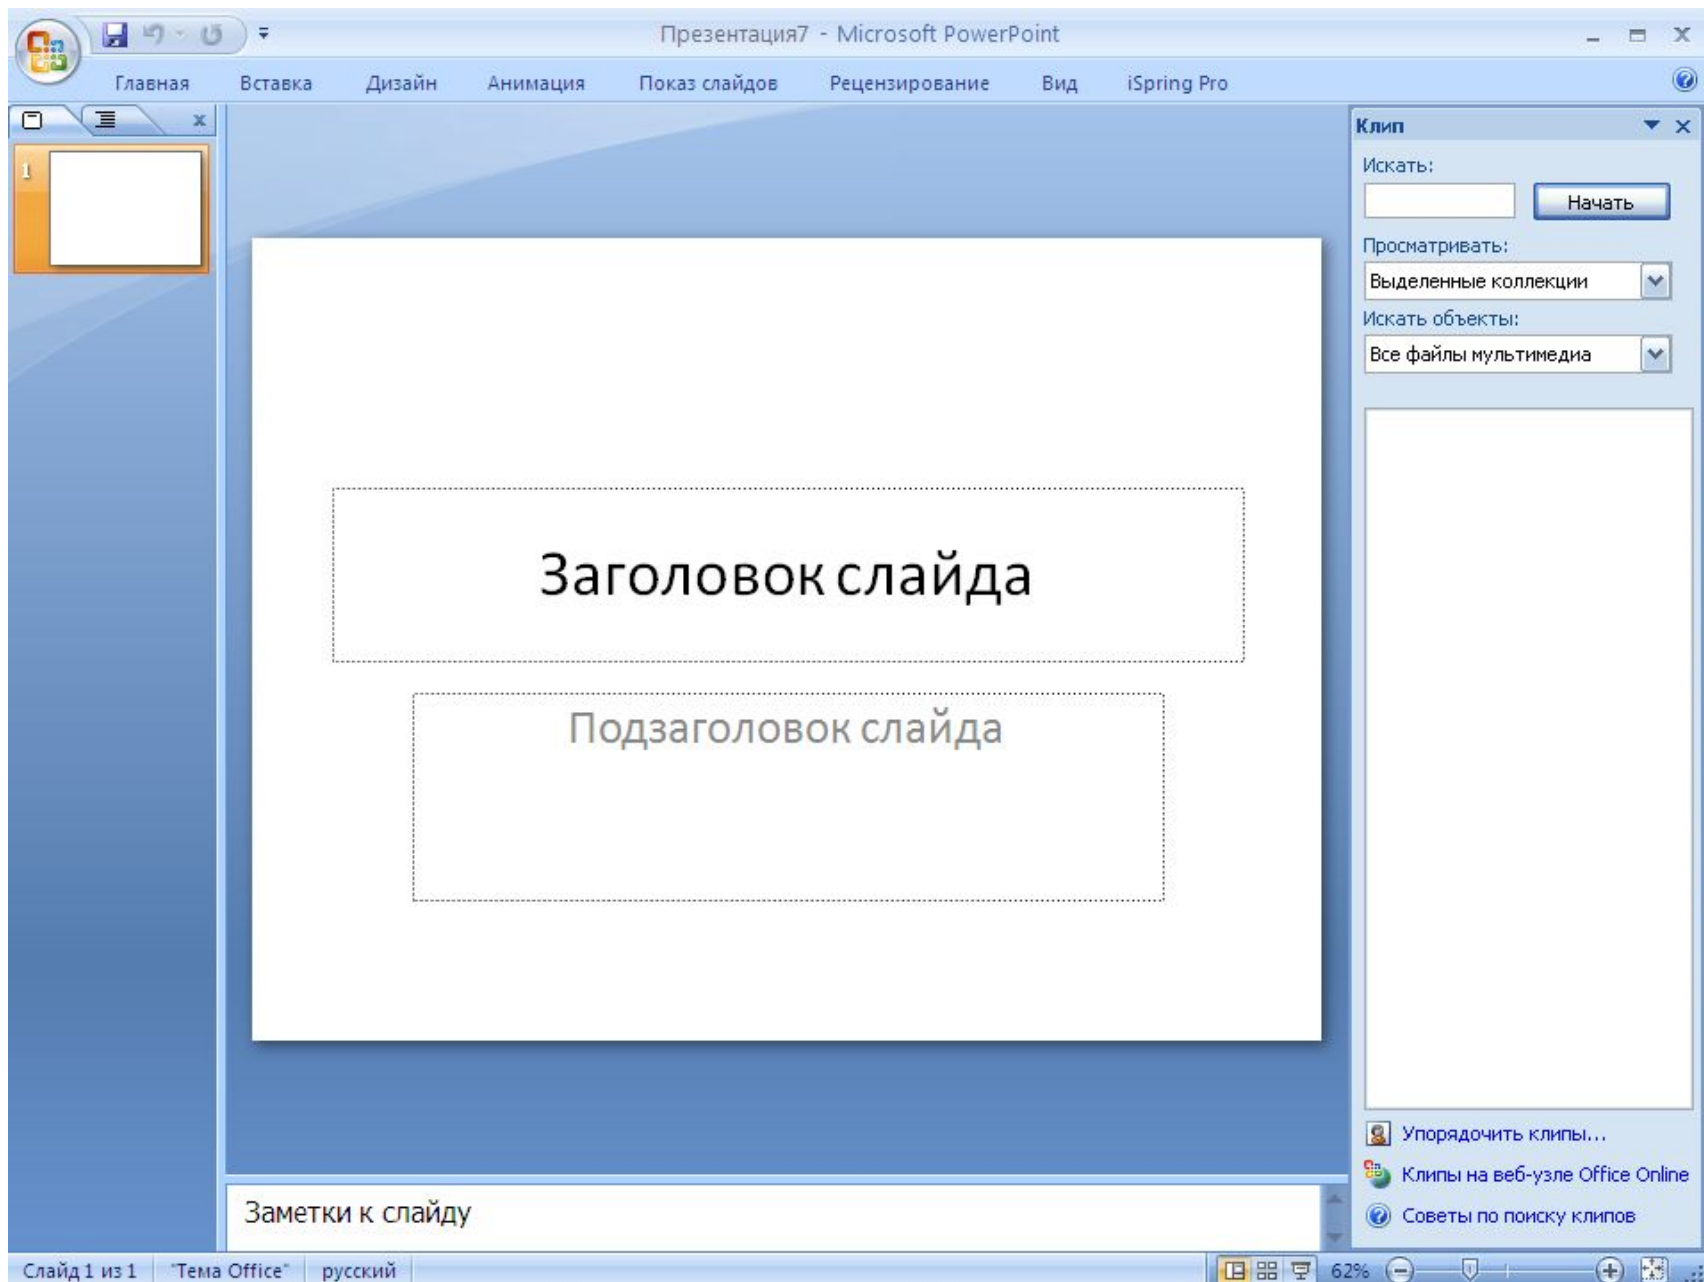 Презентация7 - Microsoft PowerPoint
Главная Вставка Дизайн Анимация Показ слайдов Рецензирование Вид iSpring Pro
1
Заголовок слайда
Подзаголовок слайда
Заметки к слайду
Клип
Искать:
Начать
Просматривать:
Выделенные коллекции
Искать объекты:
Все файлы мультимедиа
Упорядочить клипы...
Клипы на веб-узле Office Online
Советы по поиску клипов
Слайд 1 из 1 "Тема Office" русский 62%